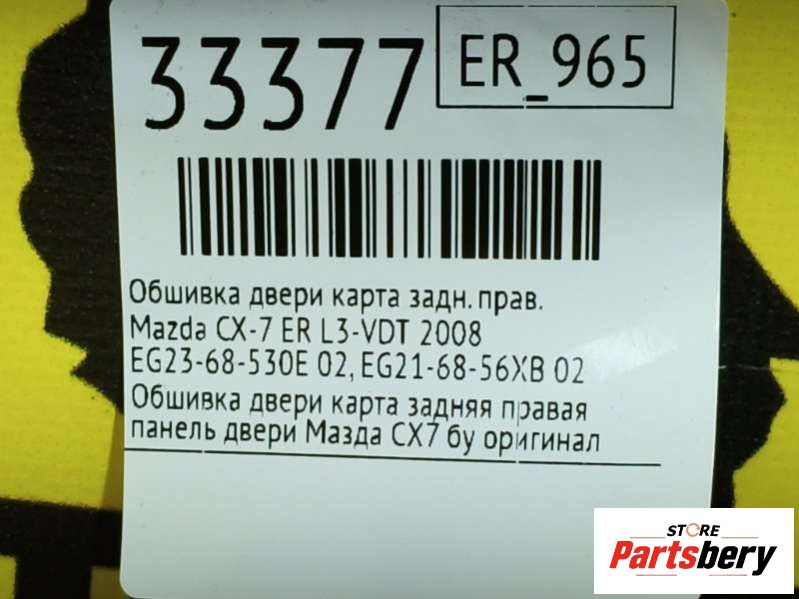 33377
ER_965
Обшивка двери карта задн. прав.
Mazda CX-7 ER L3-VDT 2008
EG23-68-530E 02, EG21-68-56XB 02
Обшивка двери карта задняя правая
панель двери Мазда СХ7 бу оригинал
STORE
Partsbery